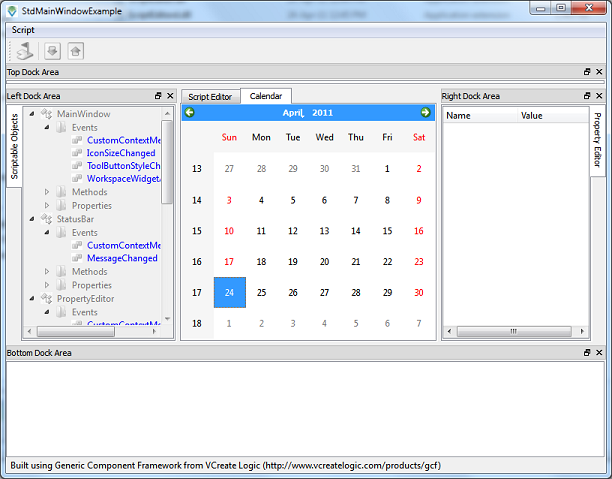 StdMainWindowExample
Script
Top Dock Area
Left Dock Area
Scriptable Objects
MainWindow
Events
CustomContextMe
IconSizeChanged
ToolButtonStyleCh
WorkspaceWidgetA
Methods
Properties
StatusBar
Events
CustomContextMe
MessageChanged
Methods
Properties
PropertyEditor
Events
CustomContextMe
Script Editor Calendar
April, 2011
Sun Mon Tue Wed Thu Fri Sat
13 27 28 29 30 31 1 2
14 3 4 5 6 7 8 9
15 10 11 12 13 14 15 16
16 17 18 19 20 21 22 23
17 24 25 26 27 28 29 30
18 1 2 3 4 5 6 7
Right Dock Area
Name Value
Property Editor
Bottom Dock Area
Built using Generic Component Framework from VCreate Logic (http://www.vcreatelogic.com/products/gcf)